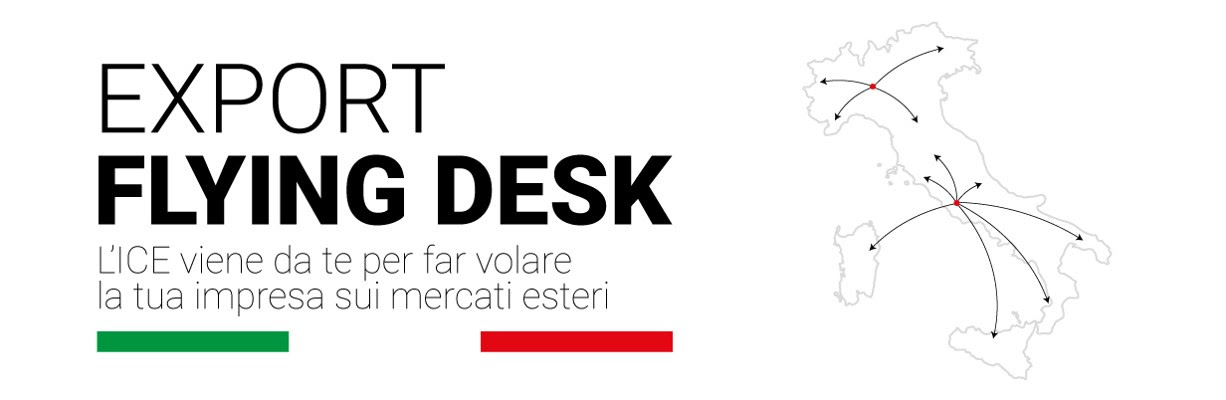 EXPORT
FLYING DESK
L'ICE viene da te per far volare
la tua impresa sui mercati esteri